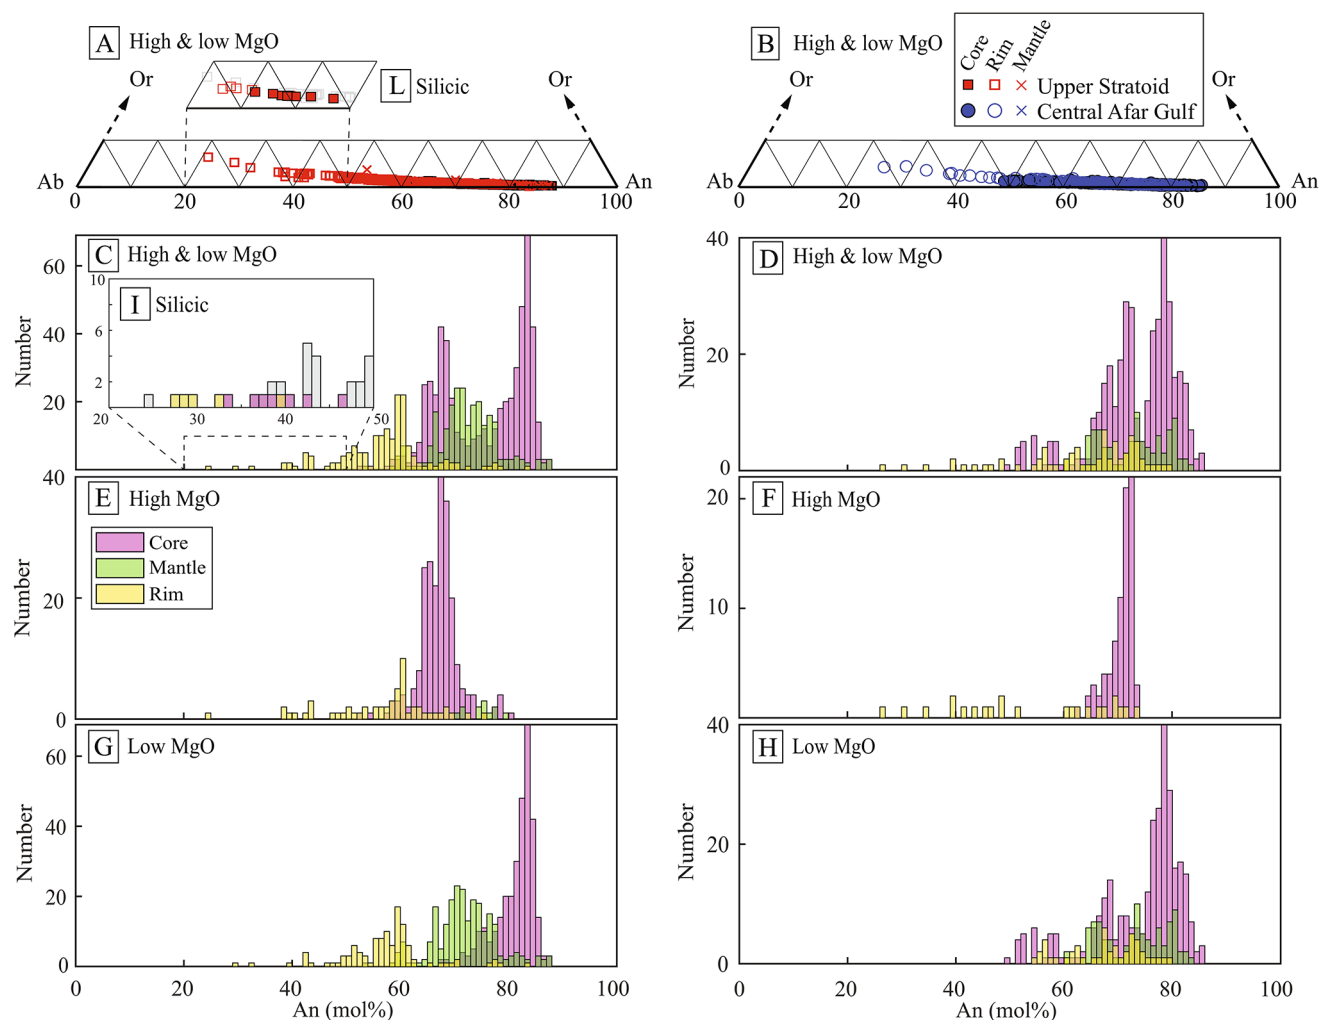 A High & low MgO
Or
Or
L Silicic
Ab
An
0 20 40 60 80 100
B High & low MgO
Core Rim Mantle
Upper Stratoid
Central Afar Gulf
Or
Or
Ab
An
0 20 40 60 80 100
C High & low MgO
Number
60
40
20
I Silicic
10
6
2
20 30 40 50
D High & low MgO
Number
40
20
0
E High MgO
Number
40
20
0
Core
Mantle
Rim
F High MgO
Number
20
10
0
G Low MgO
Number
60
40
20
0
0 20 40 60 80 100
An (mol%)
H Low MgO
Number
40
20
0
0 20 40 60 80 100
An (mol%)